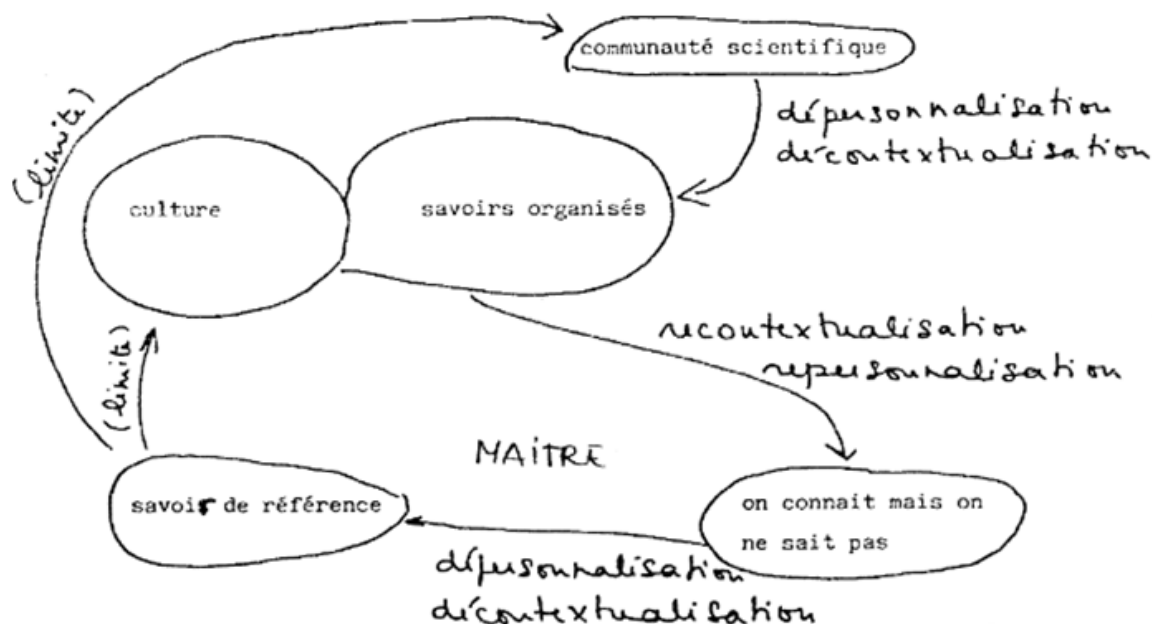 communauté scientifique
(limite)
dépersonnalisation
décontextualisation
culture
savoirs organisés
recontextualisation
repersonnalisation
(limite)
MAÎTRE
savoir de référence
on connait mais on
ne sait pas
dépersonnalisation
décontextualisation